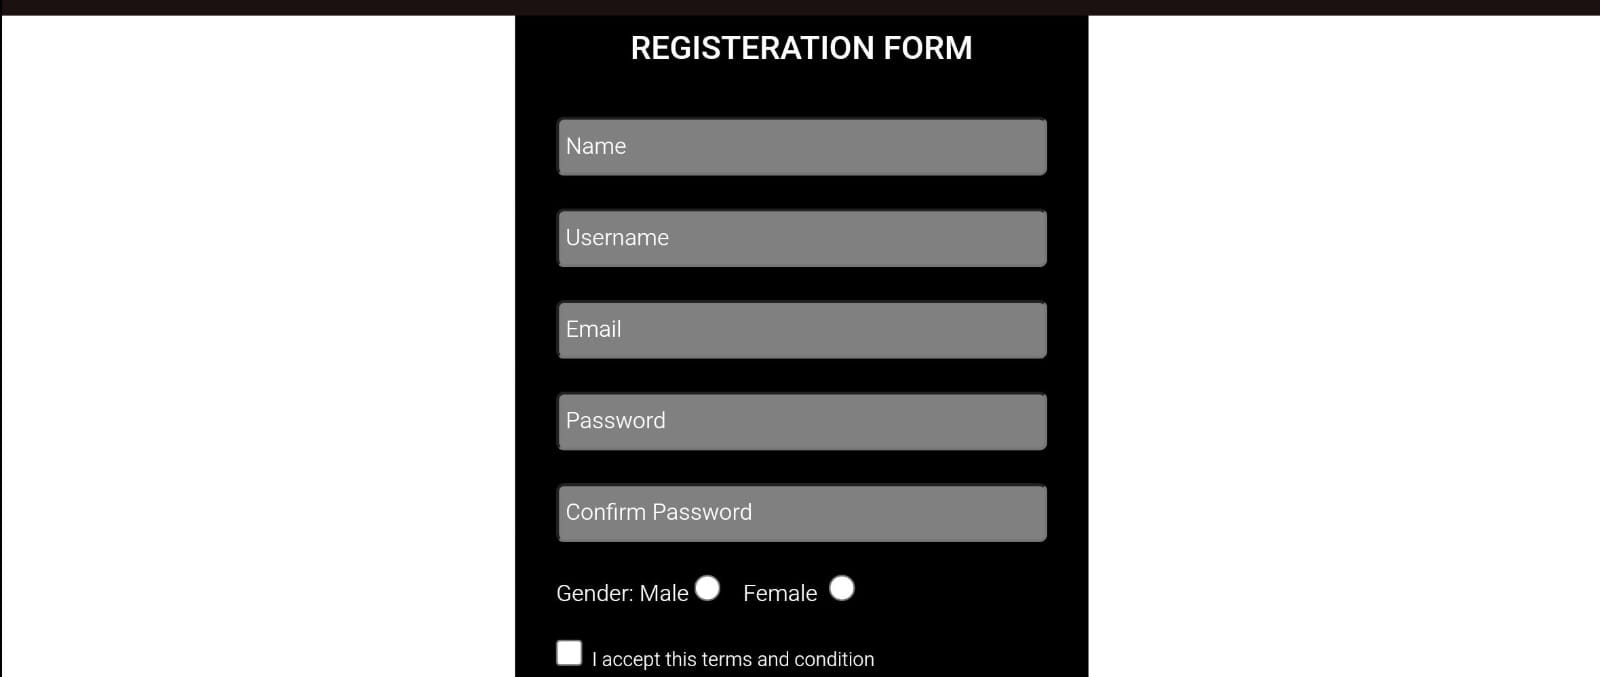 REGISTERATION FORM
Name
Username
Email
Password
Confirm Password
Gender: Male Female
I accept this terms and condition